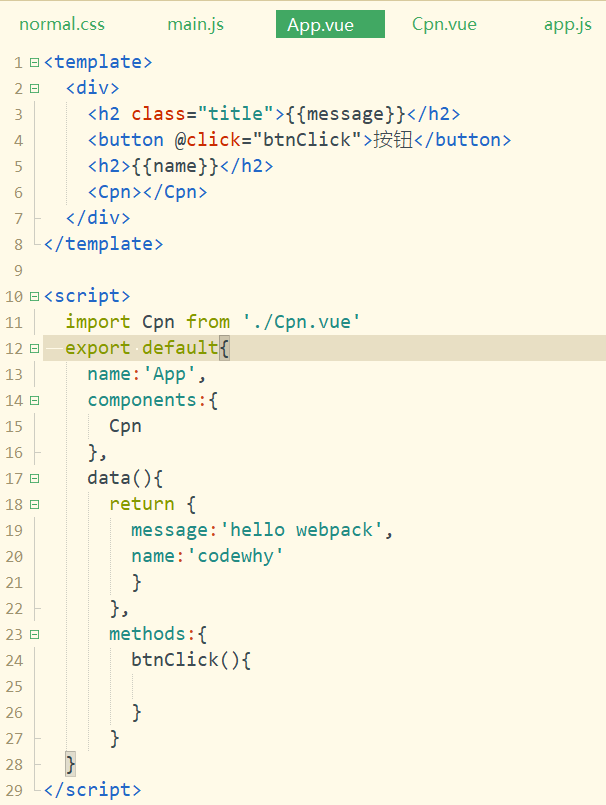 normal.css main.js App.vue Cpn.vue app.js
1 <template>
2   <div>
3     <h2 class="title">{{message}}</h2>
4     <button @click="btnClick">按钮</button>
5     <h2>{{name}}</h2>
6     <Cpn></Cpn>
7   </div>
8 </template>
9
10 <script>
11   import Cpn from './Cpn.vue'
12   export default{
13     name:'App',
14     components:{
15       Cpn
16     },
17     data(){
18       return {
19         message:'hello webpack',
20         name:'codewhy'
21         }
22       },
23       methods:{
24         btnClick(){
25
26         }
27       }
28   }
29 </script>